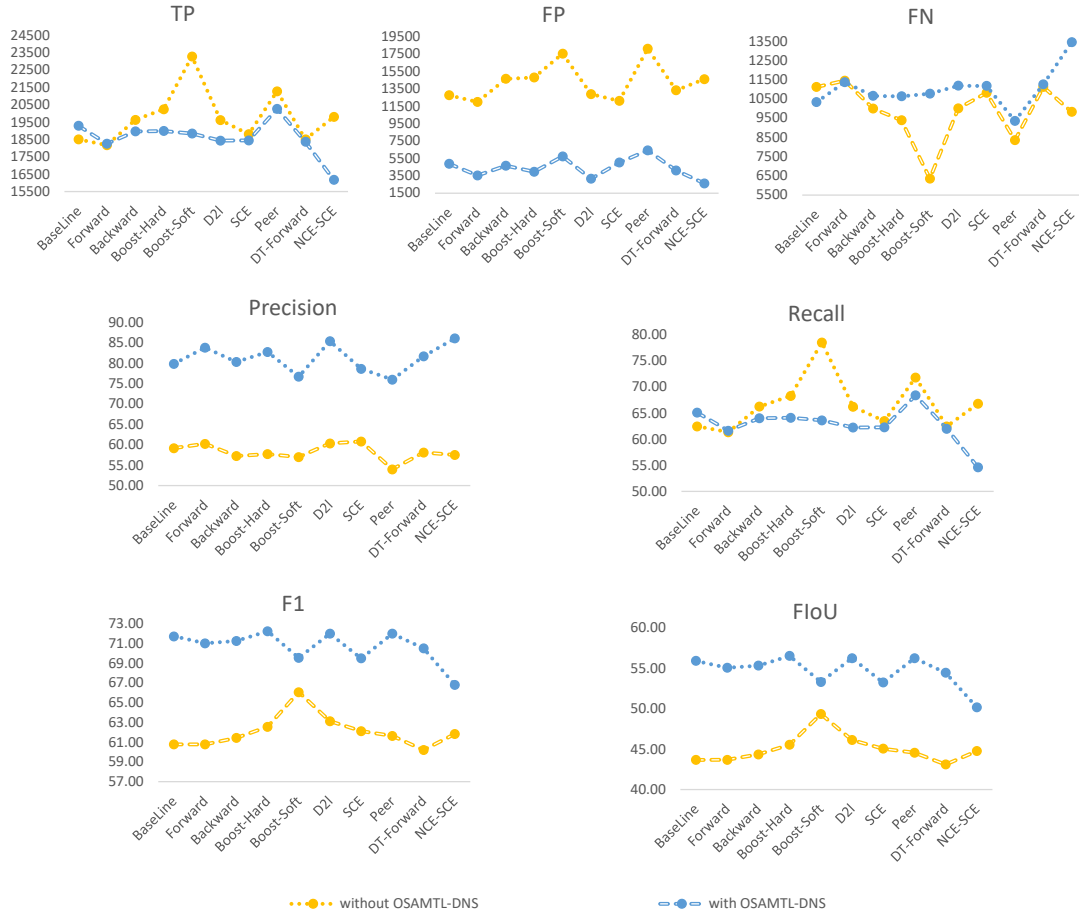 TP
24500
23500
22500
21500
20500
19500
18500
17500
16500
15500
BaseLine
Forward
Backward
Boost-Hard
Boost-Soft
D2I
SCE
Peer
DT-Forward
NCE-SCE
FP
19500
17500
15500
13500
11500
9500
7500
5500
3500
1500
BaseLine
Forward
Backward
Boost-Hard
Boost-Soft
D2I
SCE
Peer
DT-Forward
NCE-SCE
FN
13500
11500
10500
9500
7500
5500
BaseLine
Forward
Backward
Boost-Hard
Boost-Soft
D2I
SCE
Peer
DT-Forward
NCE-SCE
Precision
90.00
85.00
80.00
75.00
70.00
65.00
60.00
55.00
50.00
BaseLine
Forward
Backward
Boost-Hard
Boost-Soft
D2I
SCE
Peer
DT-Forward
NCE-SCE
Recall
80.00
75.00
70.00
65.00
60.00
55.00
50.00
BaseLine
Forward
Backward
Boost-Hard
Boost-Soft
D2I
SCE
Peer
DT-Forward
NCE-SCE
F1
73.00
71.00
69.00
67.00
65.00
63.00
61.00
59.00
57.00
BaseLine
Forward
Backward
Boost-Hard
Boost-Soft
D2I
SCE
Peer
DT-Forward
NCE-SCE
FIoU
60.00
55.00
50.00
45.00
40.00
BaseLine
Forward
Backward
Boost-Hard
Boost-Soft
D2I
SCE
Peer
DT-Forward
NCE-SCE
without OSAMTL-DNS
with OSAMTL-DNS